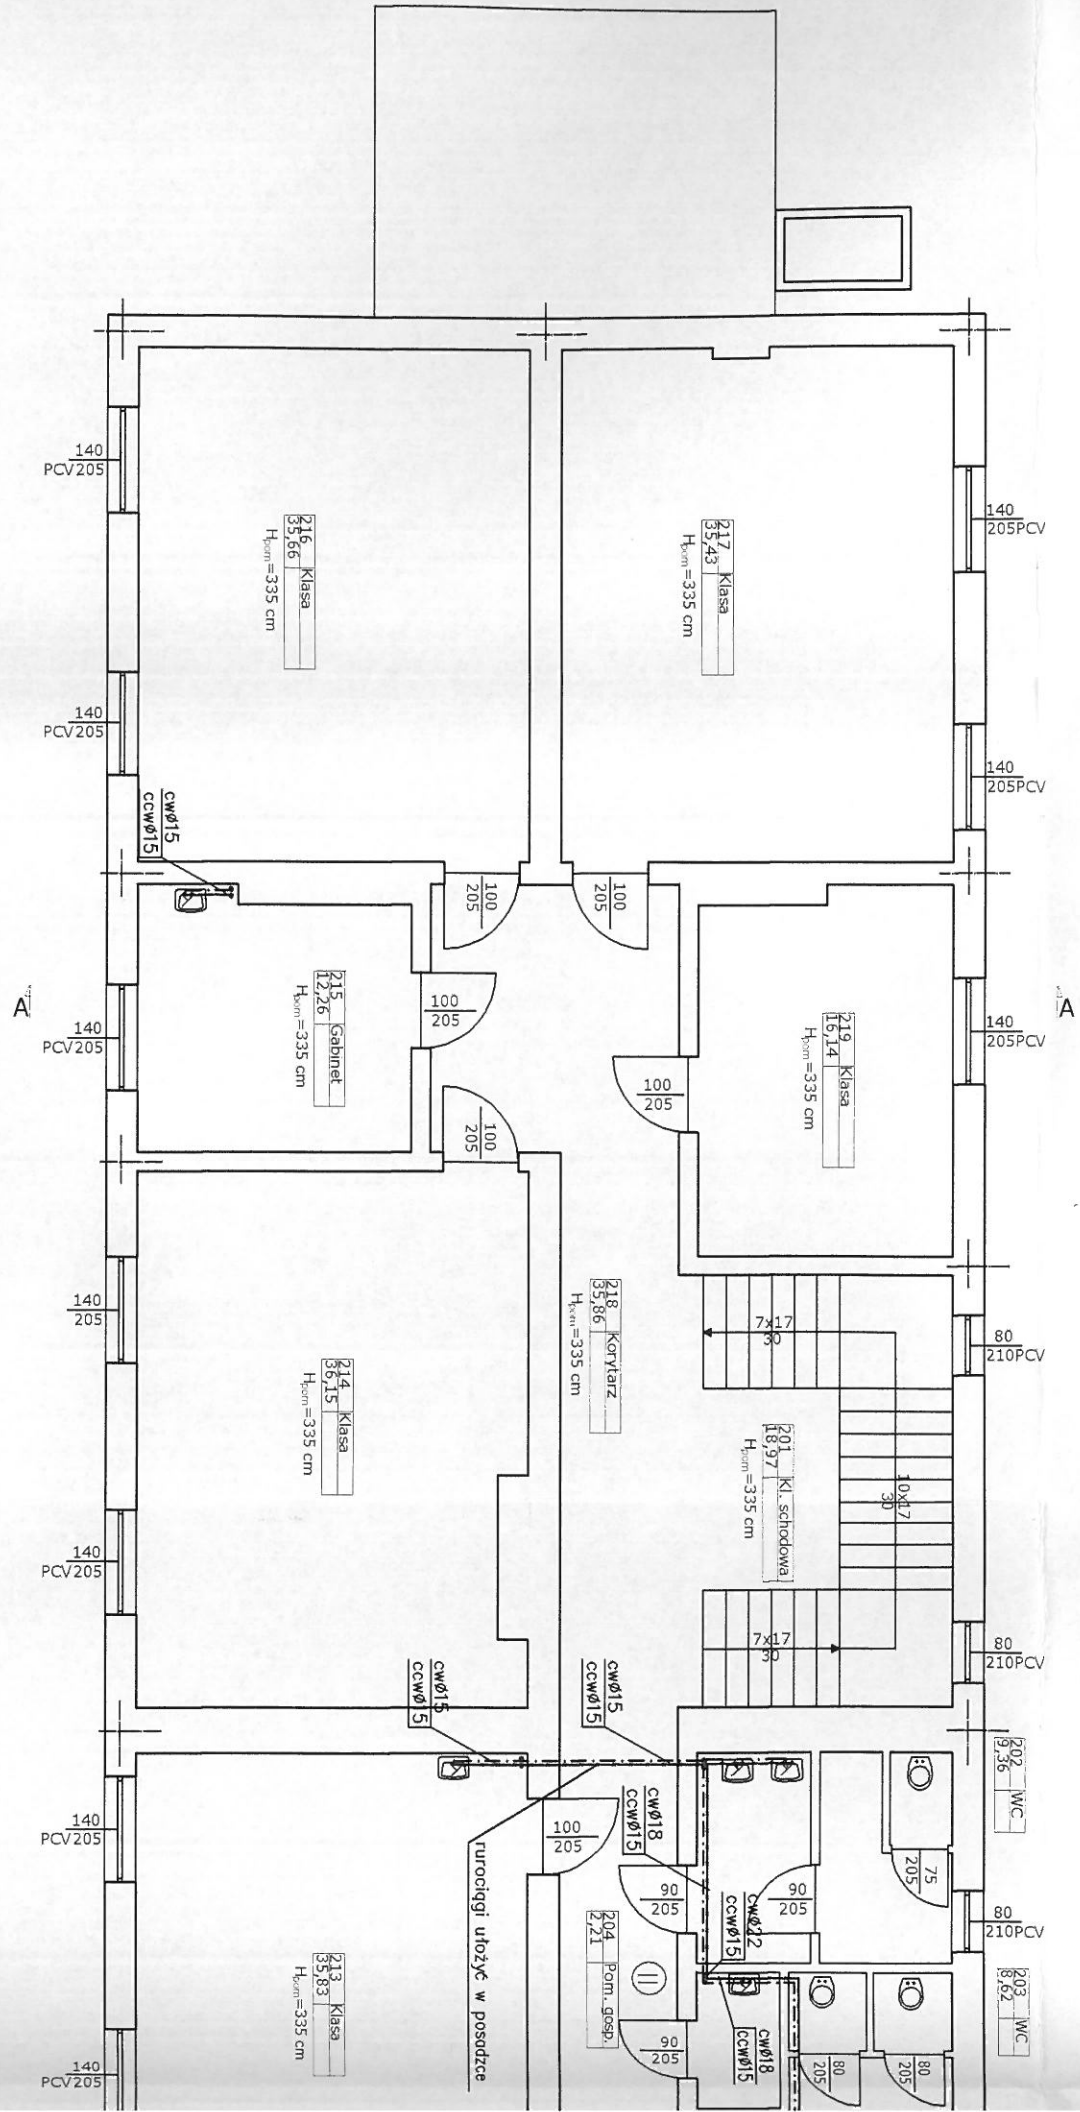 140
PCV205
140
PCV205
216 Klasa
35,66
Hpom=335 cm
217 Klasa
35,43
Hpom=335 cm
140
205PCV
140
205PCV
cwø15
ccwø15
100
205
100
205
A
A
140
PCV205
215 Gabinet
12,26
Hpom=335 cm
100
205
100
205
100
205
219 Klasa
16,14
Hpom=335 cm
140
205PCV
140
205
214 Klasa
36,15
Hpom=335 cm
218 Korytarz
35,86
Hpom=335 cm
7x17
30
80
210PCV
201 Kl. schodowa
18,97
Hpom=335 cm
10x17
30
140
PCV205
7x17
30
80
210PCV
cwø15
ccwø15
cwø15
ccwø15
202 WC
9,36
140
PCV205
100
205
cwø18
ccwø15
rurociągi ułożyć w posadzce
90
205
cwø22
ccwø15
90
205
75
205
80
210PCV
213 Klasa
35,83
Hpom=335 cm
204 Pom. gosp.
2,21
203 WC
8,62
140
PCV205
90
205
cwø18
ccwø15
80
205
80
205